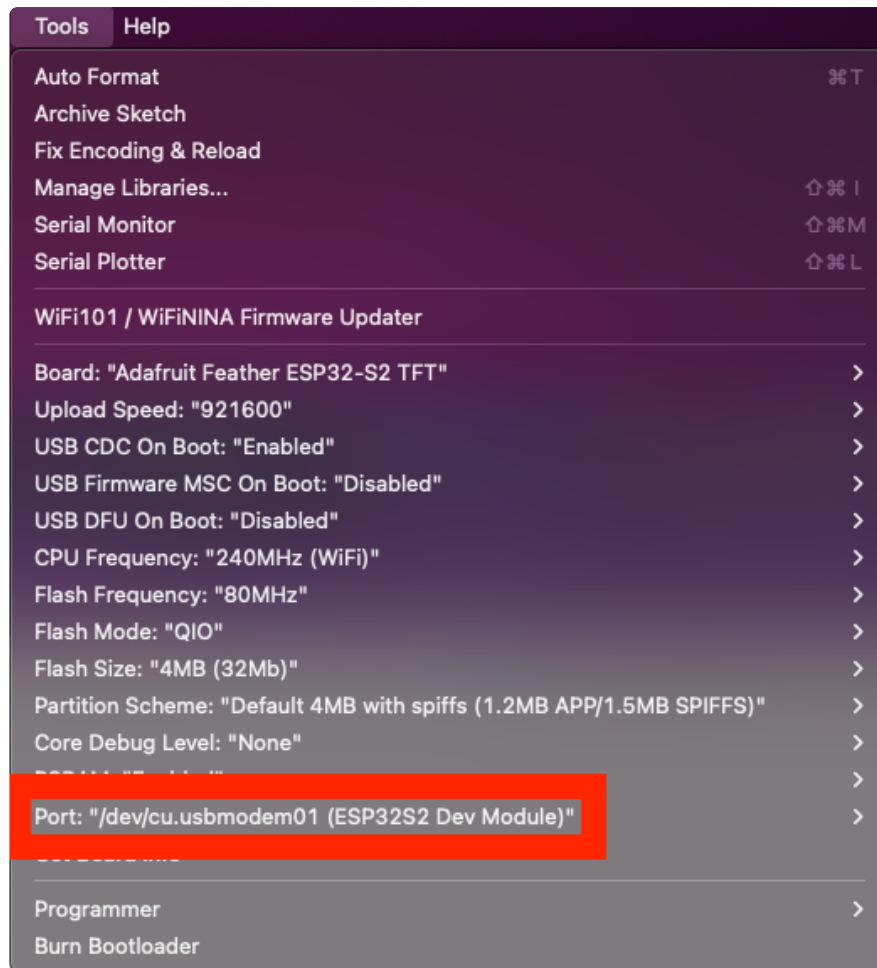 Tools Help
Auto Format ⌘T
Archive Sketch
Fix Encoding & Reload
Manage Libraries... ⇧⌘I
Serial Monitor ⇧⌘M
Serial Plotter ⇧⌘L
WiFi101 / WiFiNINA Firmware Updater
Board: "Adafruit Feather ESP32-S2 TFT"
Upload Speed: "921600"
USB CDC On Boot: "Enabled"
USB Firmware MSC On Boot: "Disabled"
USB DFU On Boot: "Disabled"
CPU Frequency: "240MHz (WiFi)"
Flash Frequency: "80MHz"
Flash Mode: "QIO"
Flash Size: "4MB (32Mb)"
Partition Scheme: "Default 4MB with spiffs (1.2MB APP/1.5MB SPIFFS)"
Core Debug Level: "None"
Port: "/dev/cu.usbmodem01 (ESP32S2 Dev Module)"
Programmer
Burn Bootloader